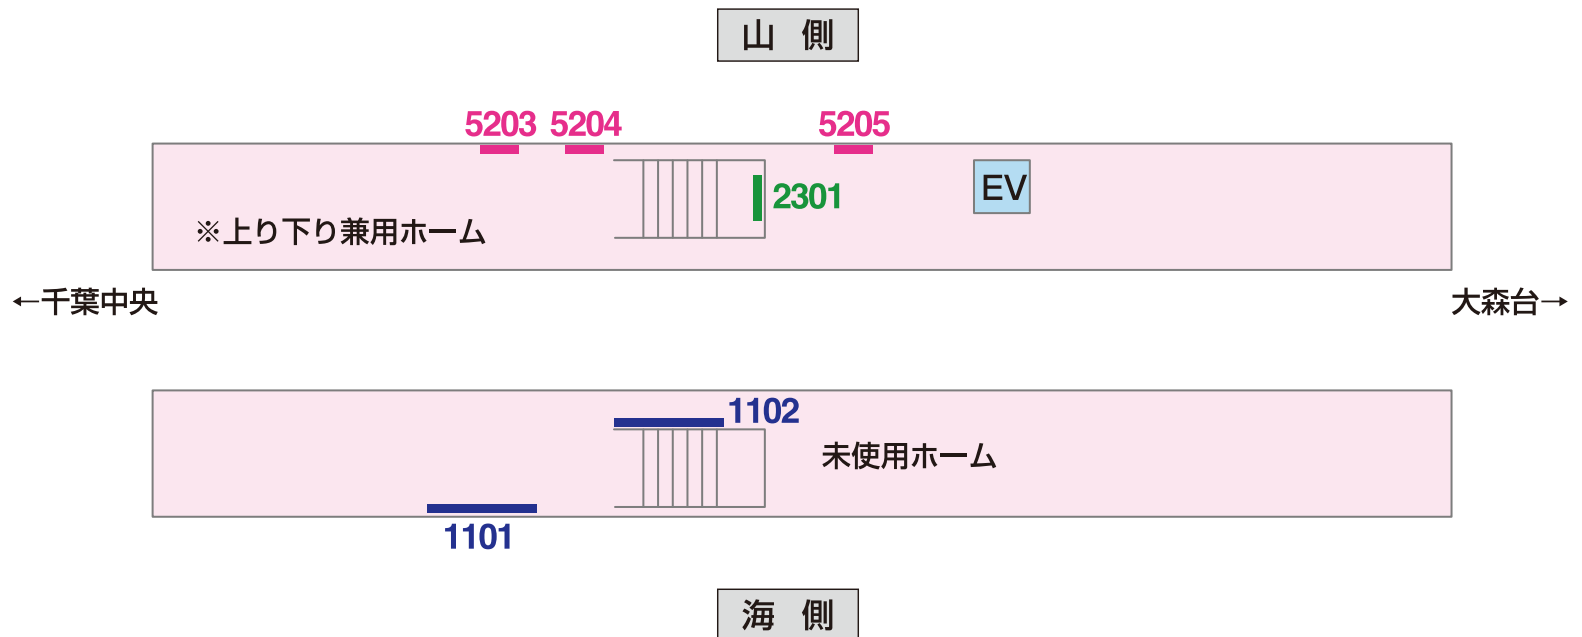 山 側
5203 5204 5205
EV
2301
※上り下り兼用ホーム
←千葉中央
大森台→
1102
未使用ホーム
1101
海 側